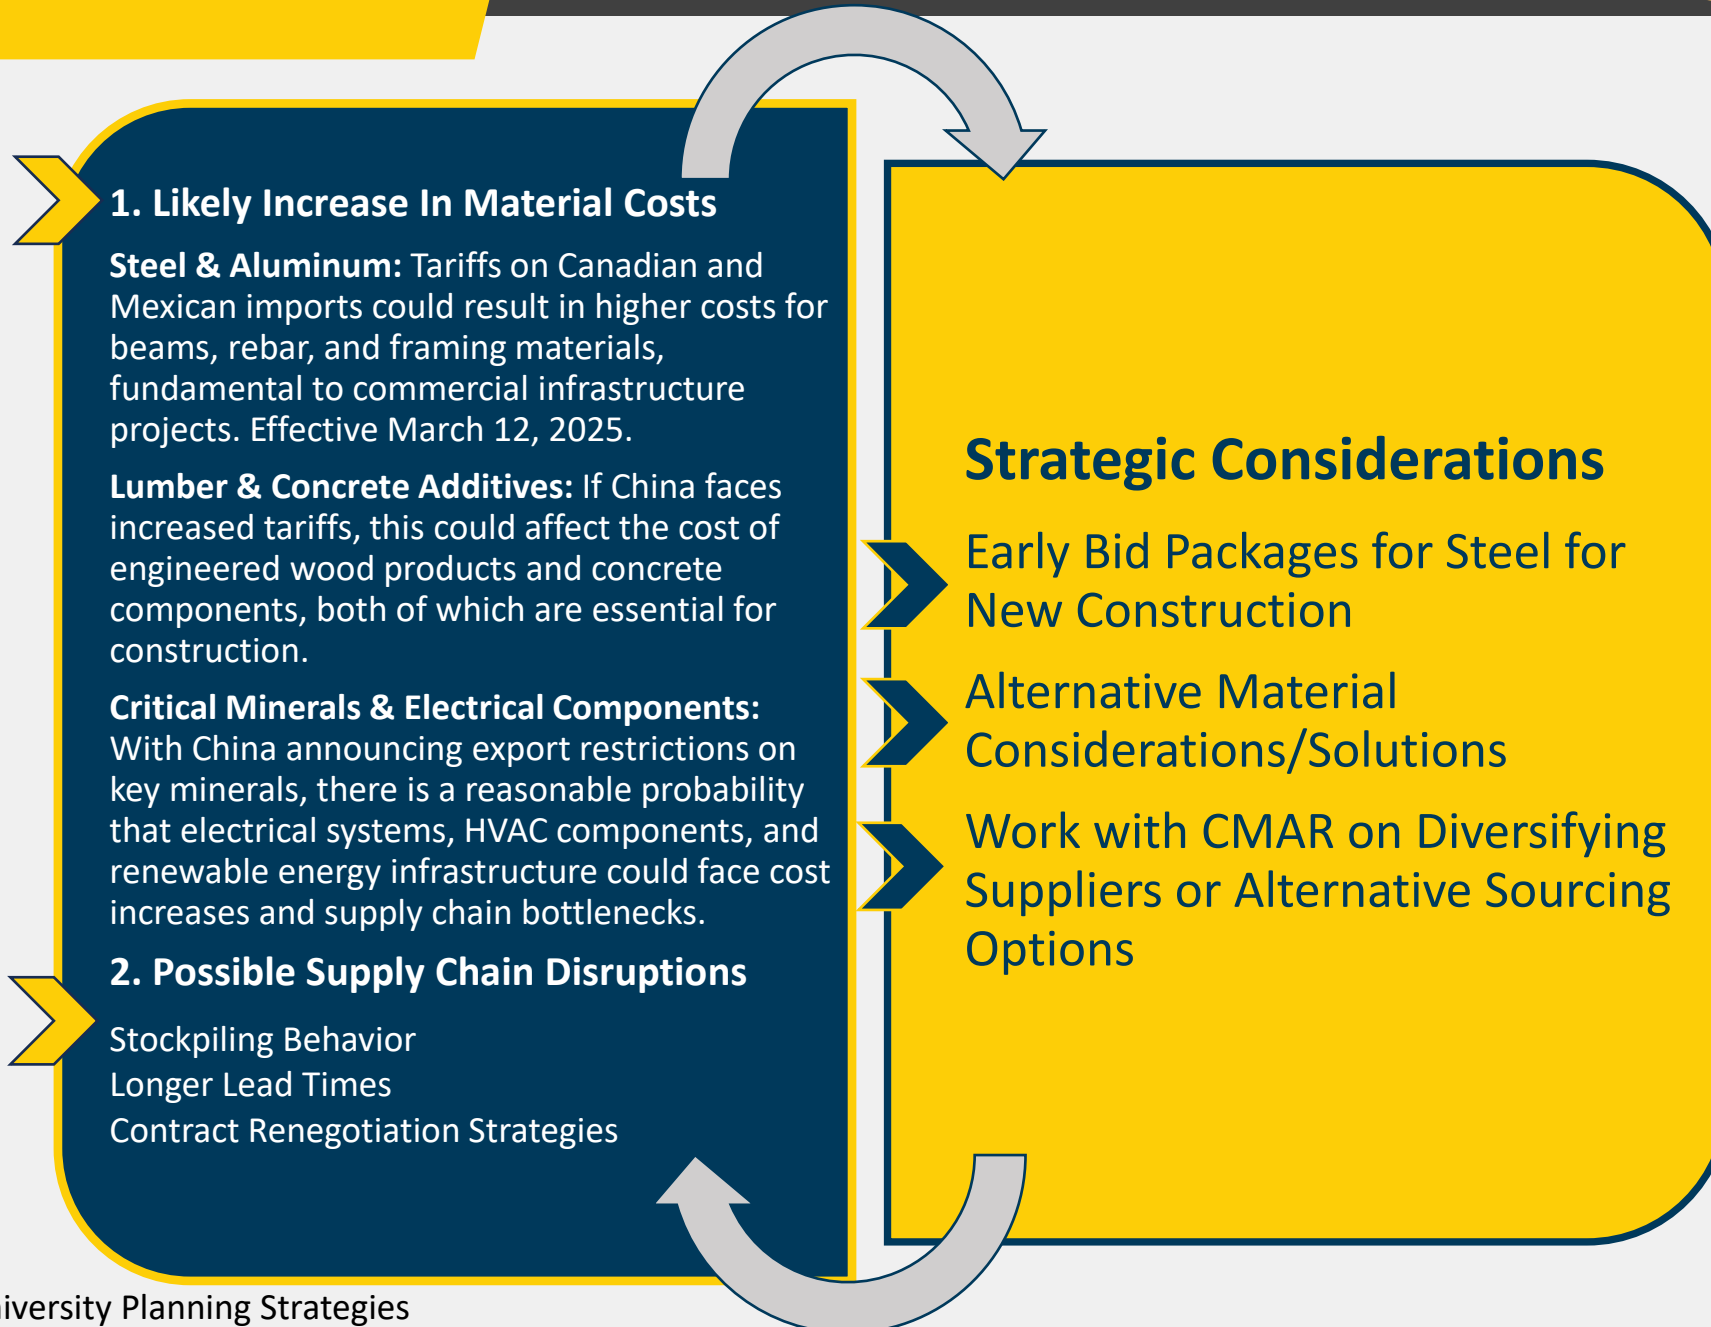 1. Likely Increase In Material Costs
Steel & Aluminum: Tariffs on Canadian and
Mexican imports could result in higher costs for
beams, rebar, and framing materials,
fundamental to commercial infrastructure
projects. Effective March 12, 2025.
Lumber & Concrete Additives: If China faces
increased tariffs, this could affect the cost of
engineered wood products and concrete
components, both of which are essential for
construction.
Critical Minerals & Electrical Components:
With China announcing export restrictions on
key minerals, there is a reasonable probability
that electrical systems, HVAC components, and
renewable energy infrastructure could face cost
increases and supply chain bottlenecks.
2. Possible Supply Chain Disruptions
Stockpiling Behavior
Longer Lead Times
Contract Renegotiation Strategies
Strategic Considerations
Early Bid Packages for Steel for
New Construction
Alternative Material
Considerations/Solutions
Work with CMAR on Diversifying
Suppliers or Alternative Sourcing
Options
Planning Strategies